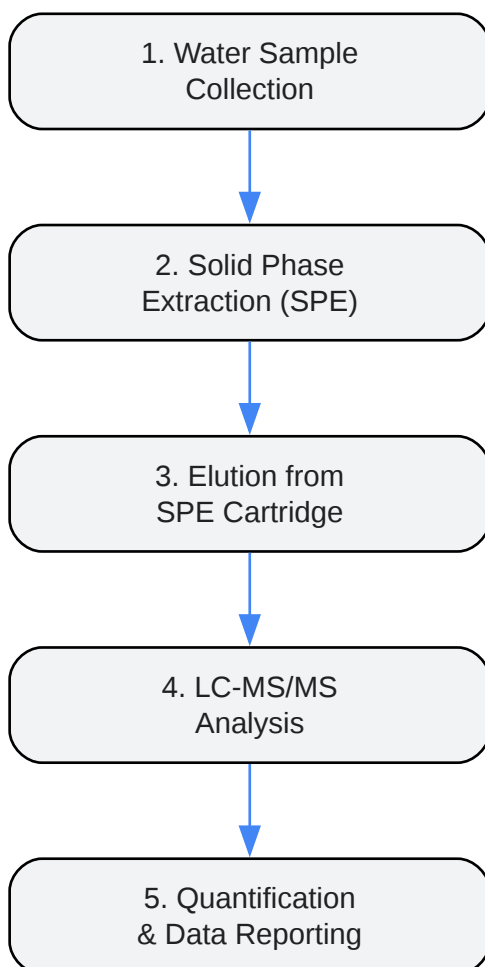 1. Water Sample
Collection
2. Solid Phase
Extraction (SPE)
3. Elution from
SPE Cartridge
4. LC-MS/MS
Analysis
5. Quantification
& Data Reporting